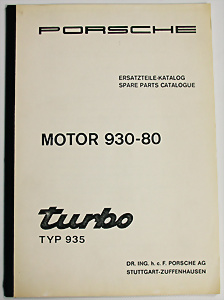 PORSCHE
ERSATZTEILE-KATALOG
SPARE PARTS CATALOGUE
MOTOR 930-80
turbo
TYP 935
DR. ING. h. c. F. PORSCHE AG
STUTTGART-ZUFFENHAUSEN